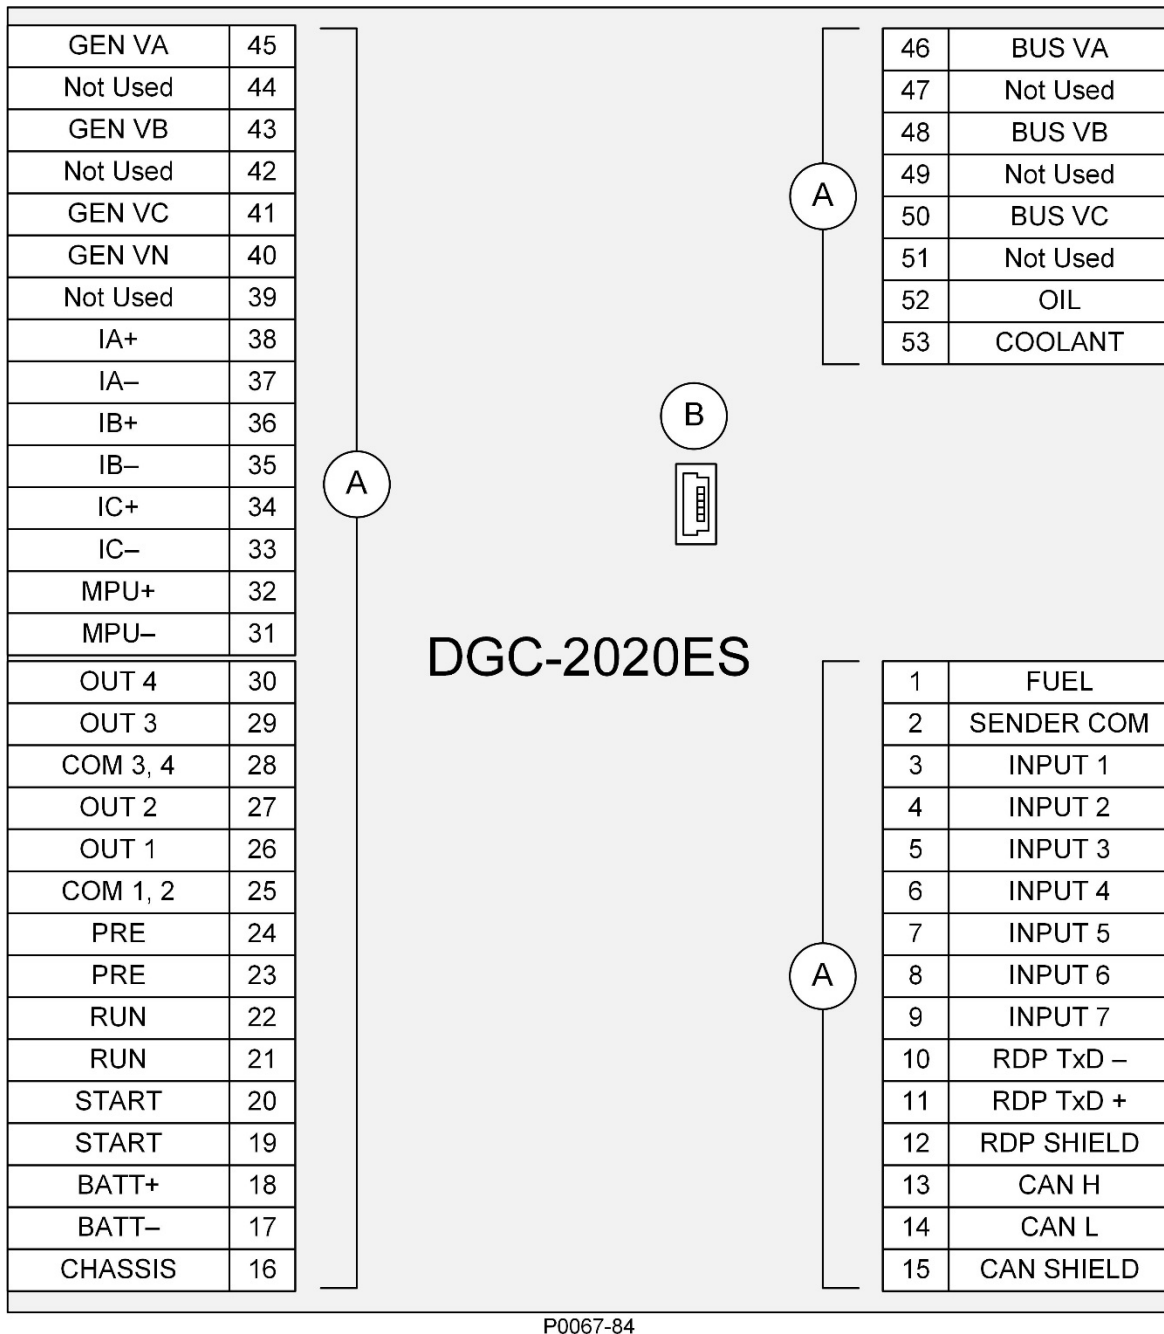 GEN VA 45
Not Used 44
GEN VB 43
Not Used 42
GEN VC 41
GEN VN 40
Not Used 39
IA+ 38
IA– 37
IB+ 36
IB– 35
IC+ 34
IC– 33
MPU+ 32
MPU– 31
OUT 4 30
OUT 3 29
COM 3, 4 28
OUT 2 27
OUT 1 26
COM 1, 2 25
PRE 24
PRE 23
RUN 22
RUN 21
START 20
START 19
BATT+ 18
BATT– 17
CHASSIS 16
A
B
DGC-2020ES
46 BUS VA
47 Not Used
48 BUS VB
49 Not Used
50 BUS VC
51 Not Used
52 OIL
53 COOLANT
A
1 FUEL
2 SENDER COM
3 INPUT 1
4 INPUT 2
5 INPUT 3
6 INPUT 4
7 INPUT 5
8 INPUT 6
9 INPUT 7
10 RDP TxD –
11 RDP TxD +
12 RDP SHIELD
13 CAN H
14 CAN L
15 CAN SHIELD
A
P0067-84